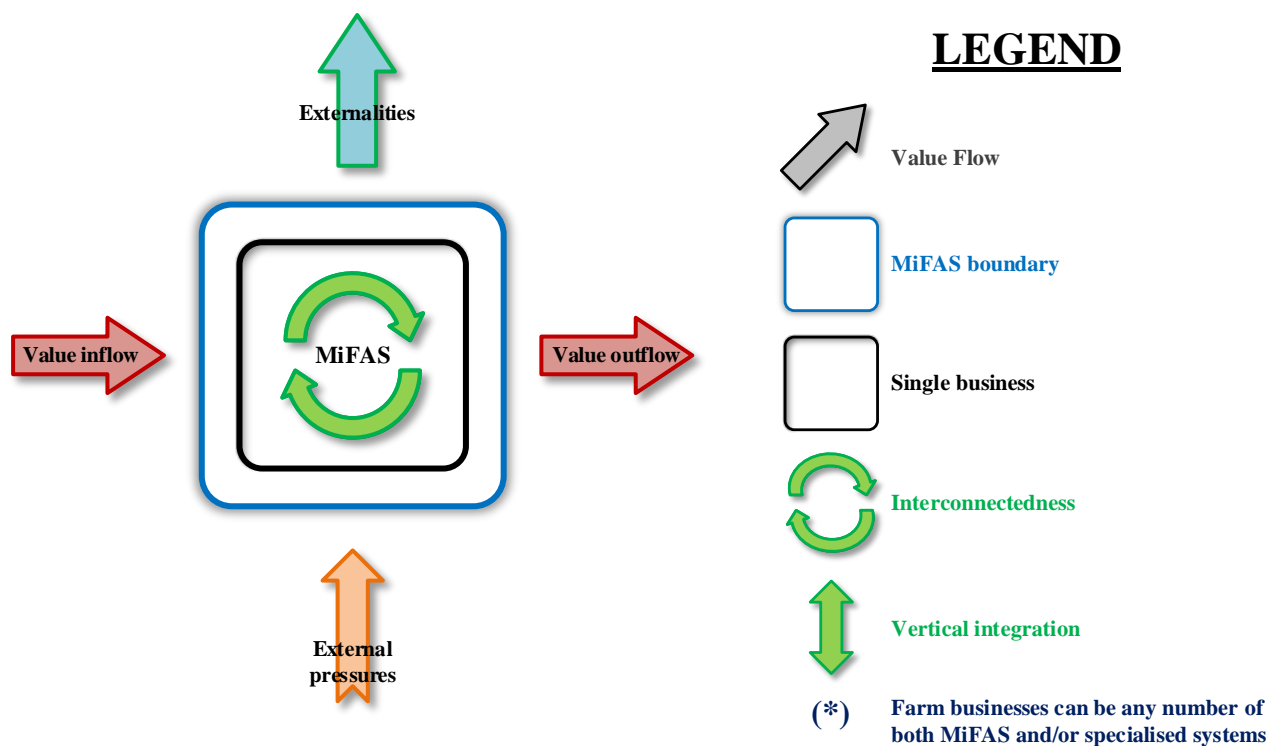 Externalities
Value inflow
MiFAS
Value outflow
External
pressures
LEGEND
Value Flow
MiFAS boundary
Single business
Interconnectedness
Vertical integration
(*)
Farm businesses can be any number of
both MiFAS and/or specialised systems